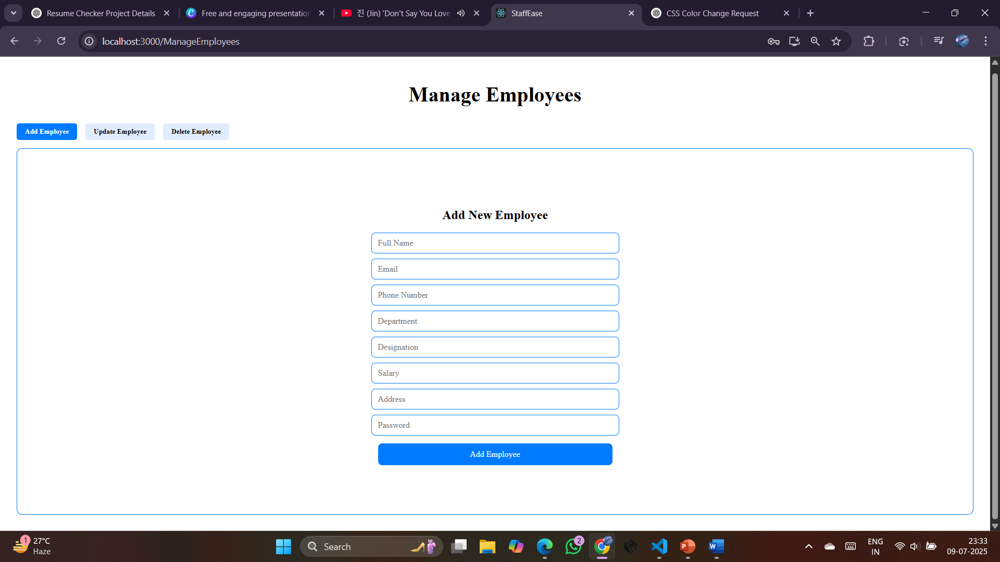 Resume Checker Project Details
Free and engaging presentation
진 (Jin) 'Don't Say You Love
StaffEase
CSS Color Change Request
localhost:3000/ManageEmployees
Manage Employees
Add Employee
Update Employee
Delete Employee
Add New Employee
Full Name
Email
Phone Number
Department
Designation
Salary
Address
Password
Add Employee
1
27°C
Haze
Search
2
ENG
IN
23:33
09-07-2025